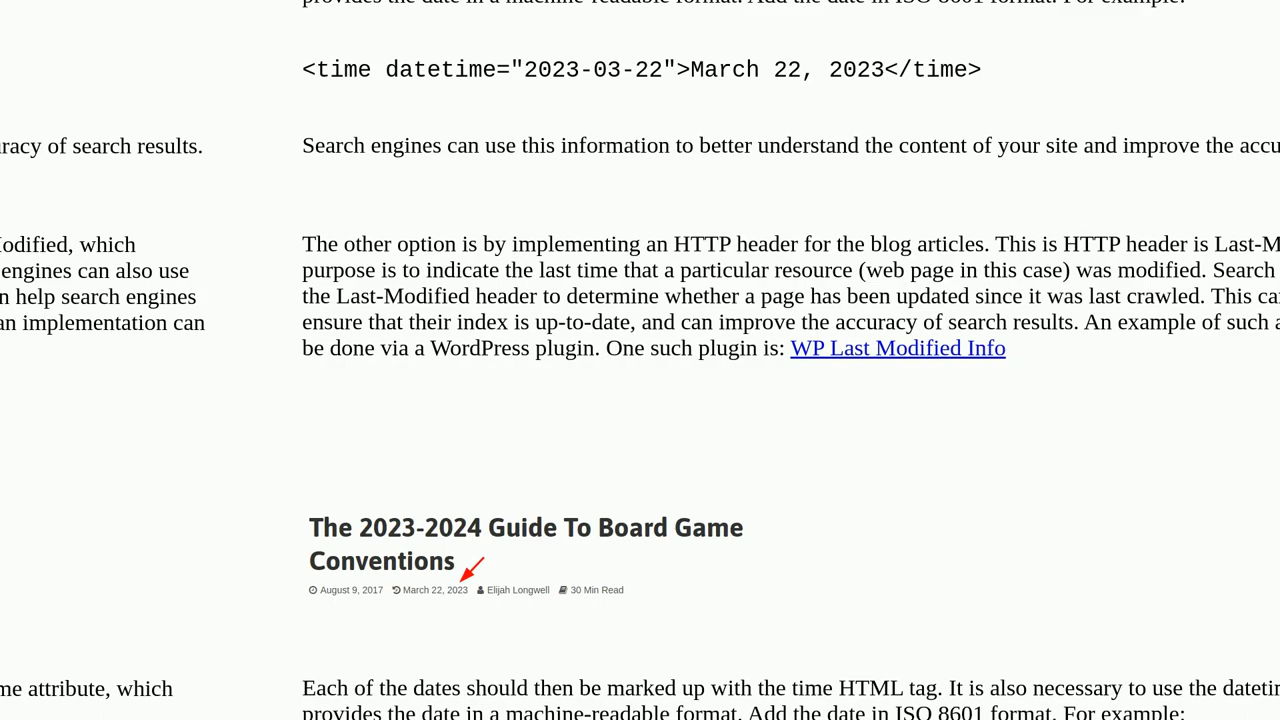 provides the date in a machine-readable format. Add the date in ISO 8601 format. For example:
<time datetime="2023-03-22">March 22, 2023</time>
racy of search results.
Search engines can use this information to better understand the content of your site and improve the accu
odified, which
engines can also use
n help search engines
an implementation can
The other option is by implementing an HTTP header for the blog articles. This is HTTP header is Last-M
purpose is to indicate the last time that a particular resource (web page in this case) was modified. Search
the Last-Modified header to determine whether a page has been updated since it was last crawled. This ca
ensure that their index is up-to-date, and can improve the accuracy of search results. An example of such a
be done via a WordPress plugin. One such plugin is: WP Last Modified Info
The 2023-2024 Guide To Board Game
Conventions
August 9, 2017 March 22, 2023 Elijah Longwell 30 Min Read
me attribute, which
Each of the dates should then be marked up with the time HTML tag. It is also necessary to use the dateti
provides the date in a machine-readable format. Add the date in ISO 8601 format. For example: